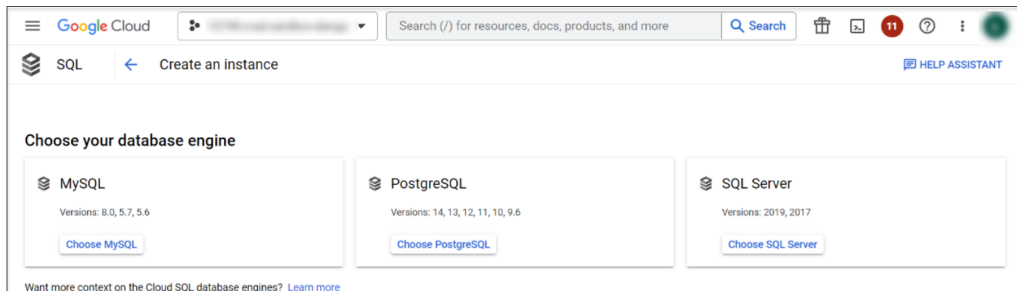 Google Cloud
Search (/) for resources, docs, products, and more
Search
11
SQL
Create an instance
HELP ASSISTANT
Choose your database engine
MySQL
Versions: 8.0, 5.7, 5.6
Choose MySQL
PostgreSQL
Versions: 14, 13, 12, 11, 10, 9.6
Choose PostgreSQL
SQL Server
Versions: 2019, 2017
Choose SQL Server
Want more context on the Cloud SQL database engines? Learn more